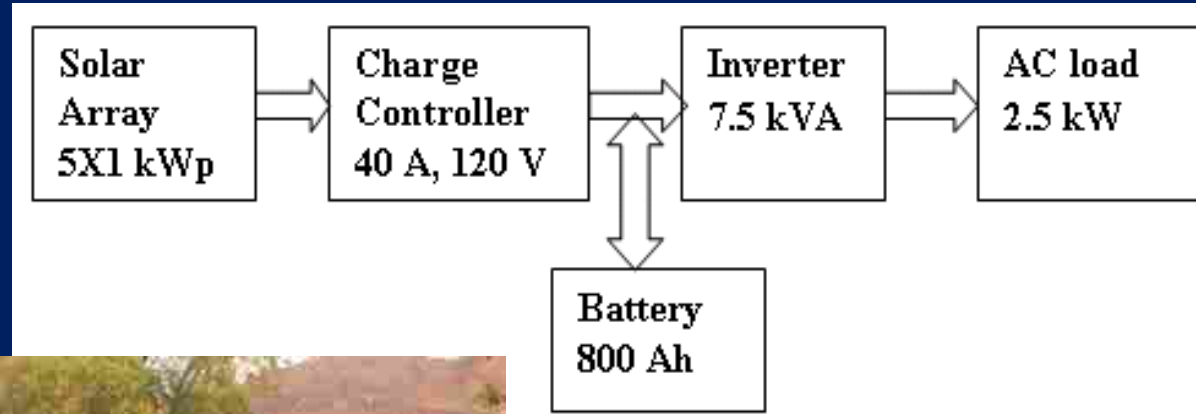 Solar
Array
5X1 kWp
Charge
Controller
40 A, 120 V
Inverter
7.5 kVA
AC load
2.5 kW
Battery
800 Ah